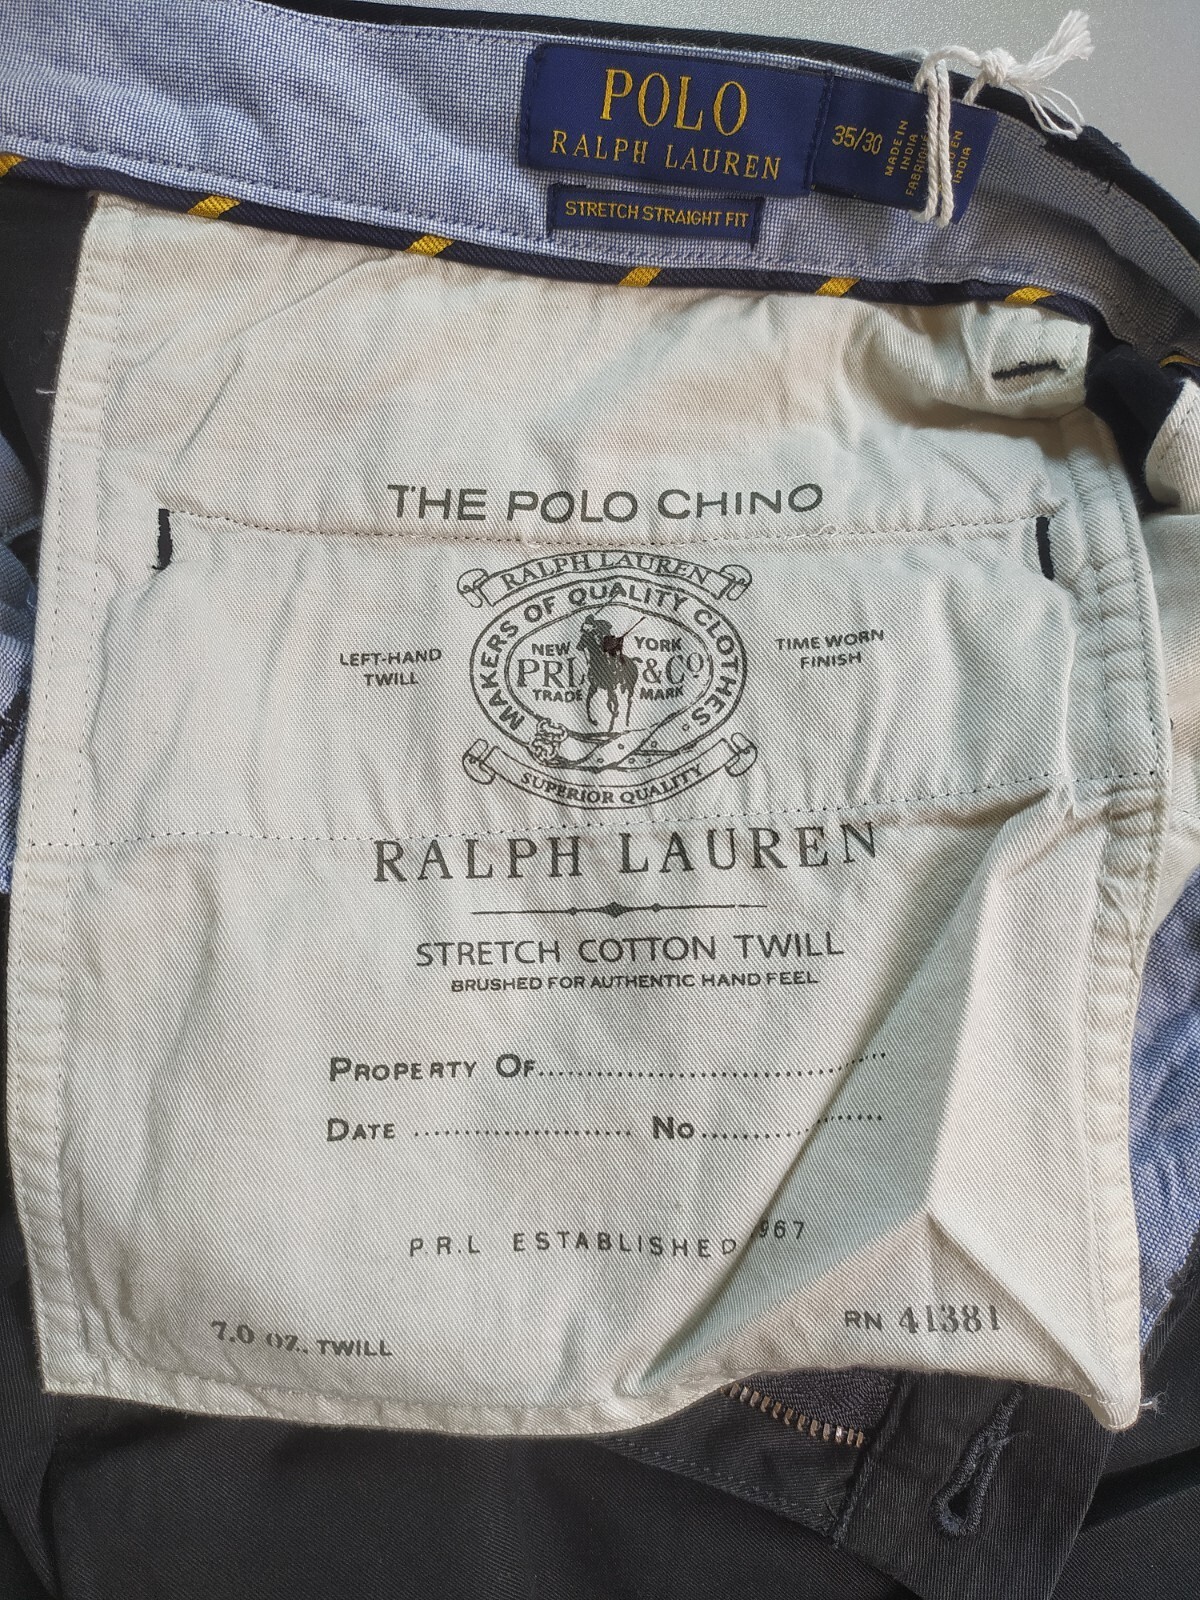 POLO
RALPH LAUREN
35/30
MADE IN
INDIA
INDIA
STRETCH STRAIGHT FIT
THE POLO CHINO
RALPH LAUREN
MAKERS OF QUALITY CLOTHES
LEFT-HAND
TWILL
NEW YORK
PRL &CO
TRADE MARK
TIME WORN
FINISH
SUPERIOR QUALITY
RALPH LAUREN
STRETCH COTTON TWILL
BRUSHED FOR AUTHENTIC HAND FEEL
PROPERTY OF
DATE No
P.R.L ESTABLISHED 967
7.0 OZ. TWILL
RN 41381